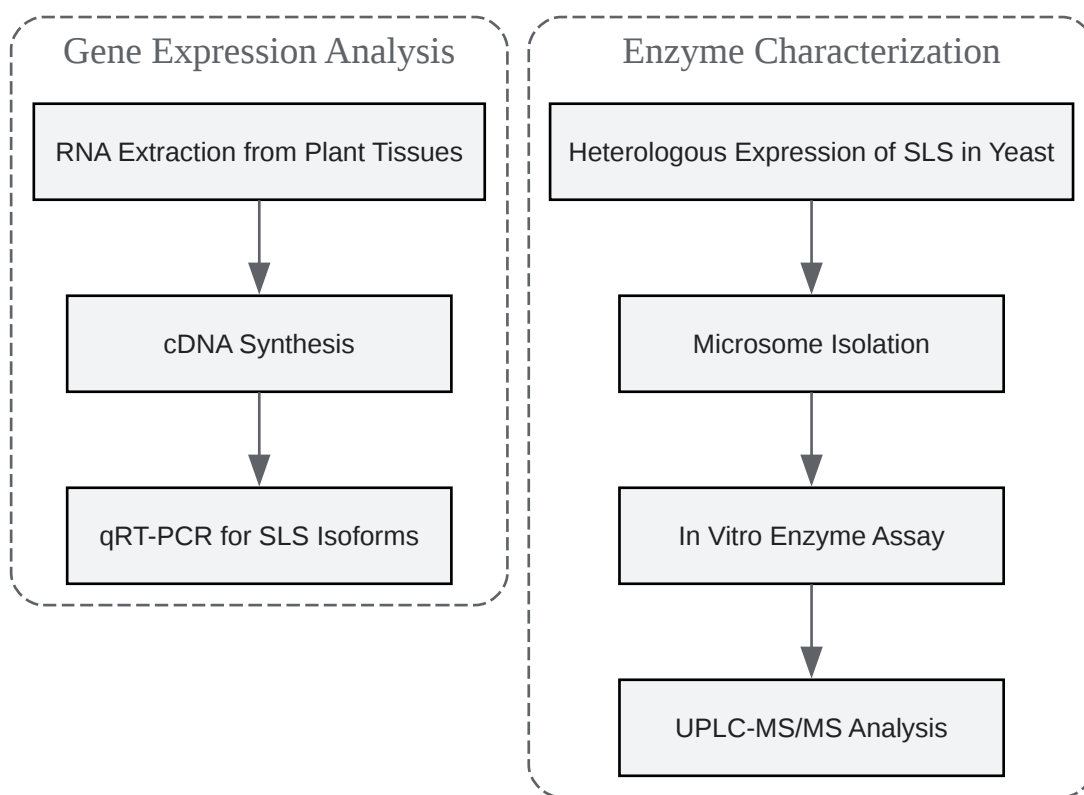 Gene Expression Analysis
RNA Extraction from Plant Tissues
cDNA Synthesis
qRT-PCR for SLS Isoforms
Enzyme Characterization
Heterologous Expression of SLS in Yeast
Microsome Isolation
In Vitro Enzyme Assay
UPLC-MS/MS Analysis